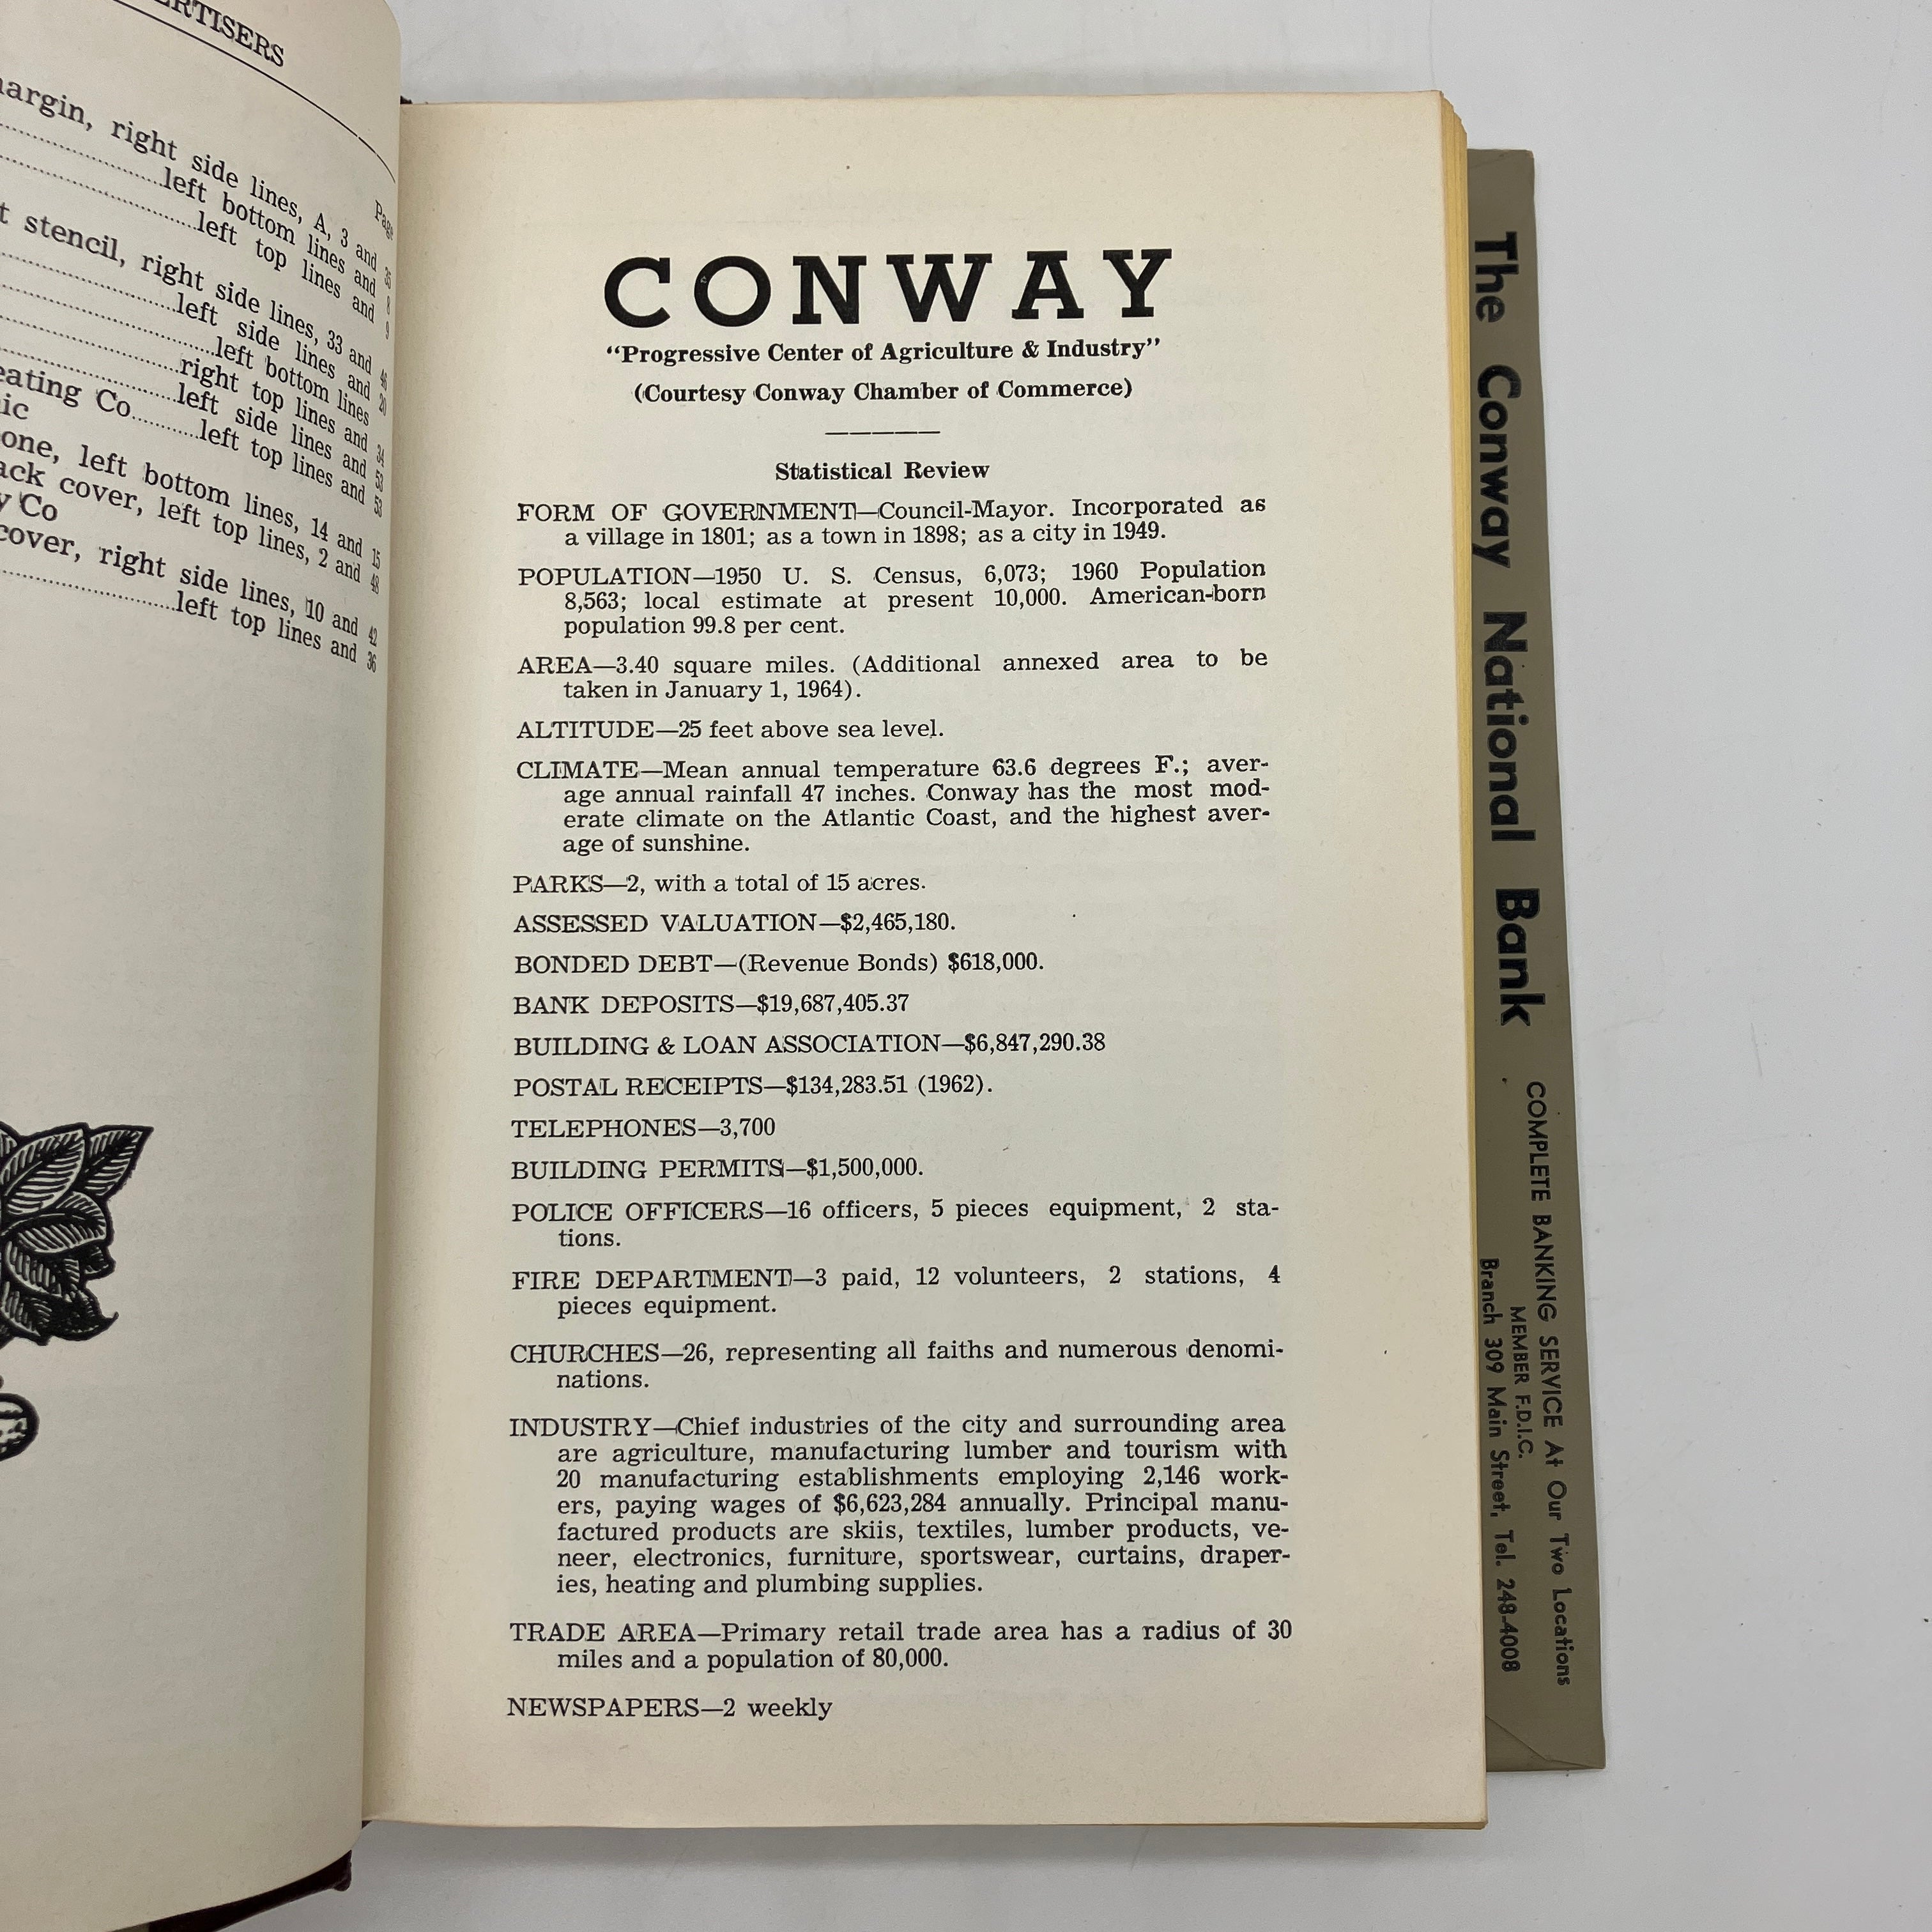 ERTISERS
Page
margin, right side lines, A, 3 and 35
left bottom lines and 8
left top lines and 9
t stencil, right side lines, 33 and 46
left side lines and 20
left bottom lines
right top lines and 34
left side lines and 53
eating Co............left top lines and 53
ic
one, left bottom lines, 14 and 15
ack cover, left top lines, 2 and 48
y Co
cover, right side lines, 10 and 42
left top lines and 36
CONWAY
“Progressive Center of Agriculture & Industry”
(Courtesy Conway Chamber of Commerce)
Statistical Review
FORM OF GOVERNMENT—Council-Mayor. Incorporated as
a village in 1801; as a town in 1898; as a city in 1949.
POPULATION—1950 U. S. Census, 6,073; 1960 Population
8,563; local estimate at present 10,000. American-born
population 99.8 per cent.
AREA—3.40 square miles. (Additional annexed area to be
taken in January 1, 1964).
ALTITUDE—25 feet above sea level.
CLIMATE—Mean annual temperature 63.6 degrees F.; aver-
age annual rainfall 47 inches. Conway has the most mod-
erate climate on the Atlantic Coast, and the highest aver-
age of sunshine.
PARKS—2, with a total of 15 acres.
ASSESSED VALUATION—$2,465,180.
BONDED DEBT—(Revenue Bonds) $618,000.
BANK DEPOSITS—$19,687,405.37
BUILDING & LOAN ASSOCIATION—$6,847,290.38
POSTAL RECEIPTS—$134,283.51 (1962).
TELEPHONES—3,700
BUILDING PERMITS—$1,500,000.
POLICE OFFICERS—16 officers, 5 pieces equipment, 2 sta-
tions.
FIRE DEPARTMENT—3 paid, 12 volunteers, 2 stations, 4
pieces equipment.
CHURCHES—26, representing all faiths and numerous denomi-
nations.
INDUSTRY—Chief industries of the city and surrounding area
are agriculture, manufacturing lumber and tourism with
20 manufacturing establishments employing 2,146 work-
ers, paying wages of $6,623,284 annually. Principal manu-
factured products are skiis, textiles, lumber products, ve-
neer, electronics, furniture, sportswear, curtains, draper-
ies, heating and plumbing supplies.
TRADE AREA—Primary retail trade area has a radius of 30
miles and a population of 80,000.
NEWSPAPERS—2 weekly
The Conway National Bank
COMPLETE BANKING SERVICE At Our Two Locations
MEMBER F.D.I.C.
Branch 309 Main Street, Tel. 248-4008